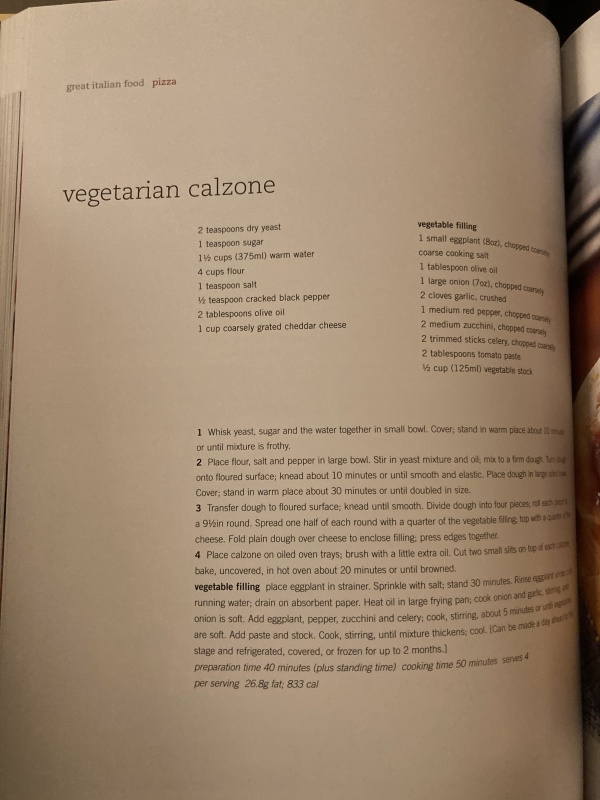 great italian food pizza
vegetarian calzone
2 teaspoons dry yeast
1 teaspoon sugar
1½ cups (375ml) warm water
4 cups flour
1 teaspoon salt
½ teaspoon cracked black pepper
2 tablespoons olive oil
1 cup coarsely grated cheddar cheese
vegetable filling
1 small eggplant (8oz), chopped coarsely
coarse cooking salt
1 tablespoon olive oil
1 large onion (7oz), chopped coarsely
2 cloves garlic, crushed
1 medium red pepper, chopped coarsely
2 medium zucchini, chopped coarsely
2 trimmed sticks celery, chopped coarsely
2 tablespoons tomato paste
½ cup (125ml) vegetable stock
1 Whisk yeast, sugar and the water together in small bowl. Cover; stand in warm place about 10
or until mixture is frothy.
2 Place flour, salt and pepper in large bowl. Stir in yeast mixture and oil; mix to a firm dough. Turn dough
onto floured surface; knead about 10 minutes or until smooth and elastic. Place dough in large
Cover; stand in warm place about 30 minutes or until doubled in size.
3 Transfer dough to floured surface; knead until smooth. Divide dough into four pieces; roll each
a 9½in round. Spread one half of each round with a quarter of the vegetable filling; top with a quarter of the
cheese. Fold plain dough over cheese to enclose filling; press edges together.
4 Place calzone on oiled oven trays; brush with a little extra oil. Cut two small slits on top of each calzone,
bake, uncovered, in hot oven about 20 minutes or until browned.
vegetable filling place eggplant in strainer. Sprinkle with salt; stand 30 minutes. Rinse eggplant under
running water; drain on absorbent paper. Heat oil in large frying pan; cook onion and garlic, stirring, until
onion is soft. Add eggplant, pepper, zucchini and celery; cook, stirring, about 5 minutes or until vegetables
are soft. Add paste and stock. Cook, stirring, until mixture thickens; cool. [Can be made a day ahead to this
stage and refrigerated, covered, or frozen for up to 2 months.]
preparation time 40 minutes (plus standing time) cooking time 50 minutes serves 4
per serving 26.8g fat; 833 cal